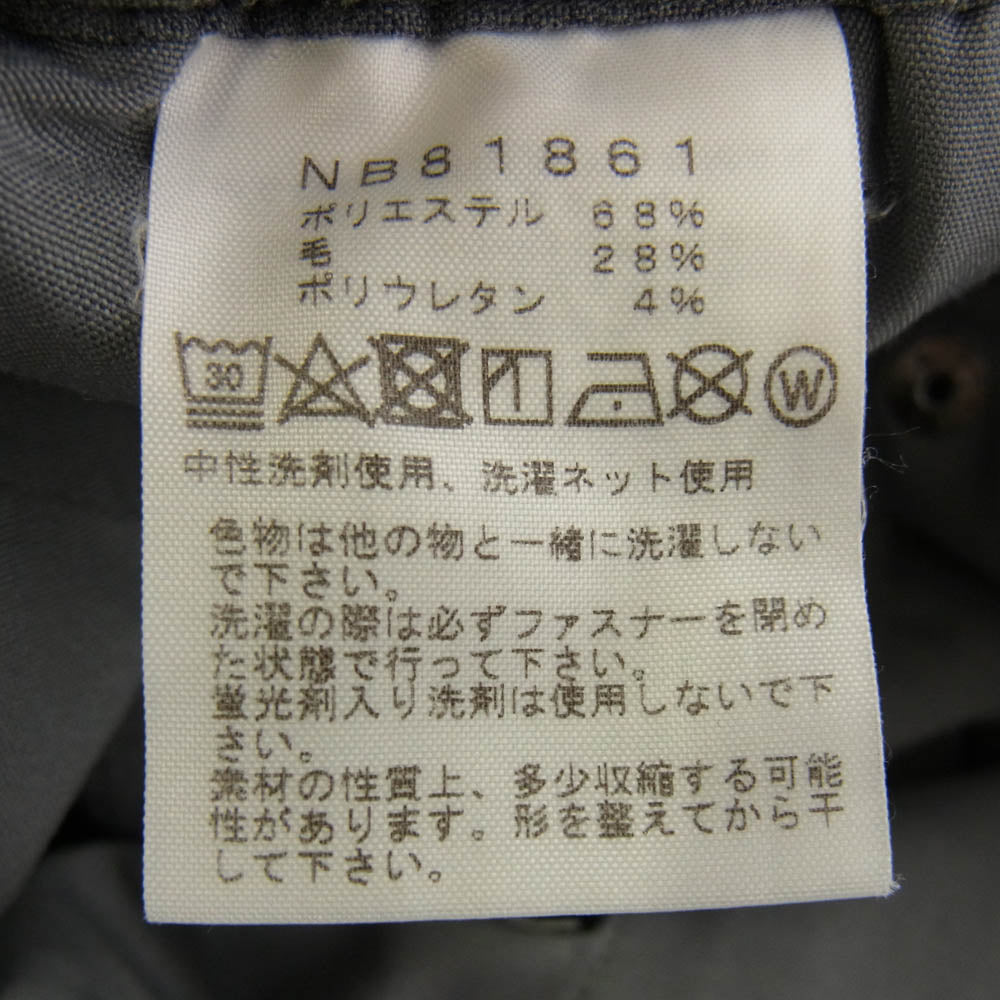 NB81861
ポリエステル 68%
毛 28%
ポリウレタン 4%
30
W
中性洗剤使用、洗濯ネット使用
色物は他の物と一緒に洗濯しない
で下さい。
洗濯の際は必ずファスナーを閉め
た状態で行って下さい。
蛍光剤入り洗剤は使用しないで下
さい。
素材の性質上、多少収縮する可能
性があります。形を整えてから干
して下さい。